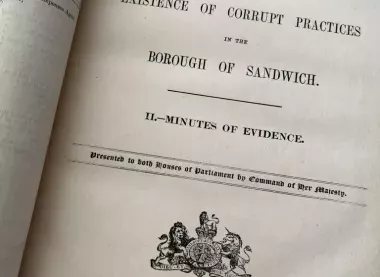 EXISTENCE OF CORRUPT PRACTICES
IN THE
BOROUGH OF SANDWICH.
II.—MINUTES OF EVIDENCE.
Presented to both Houses of Parliament by Command of Her Majesty.